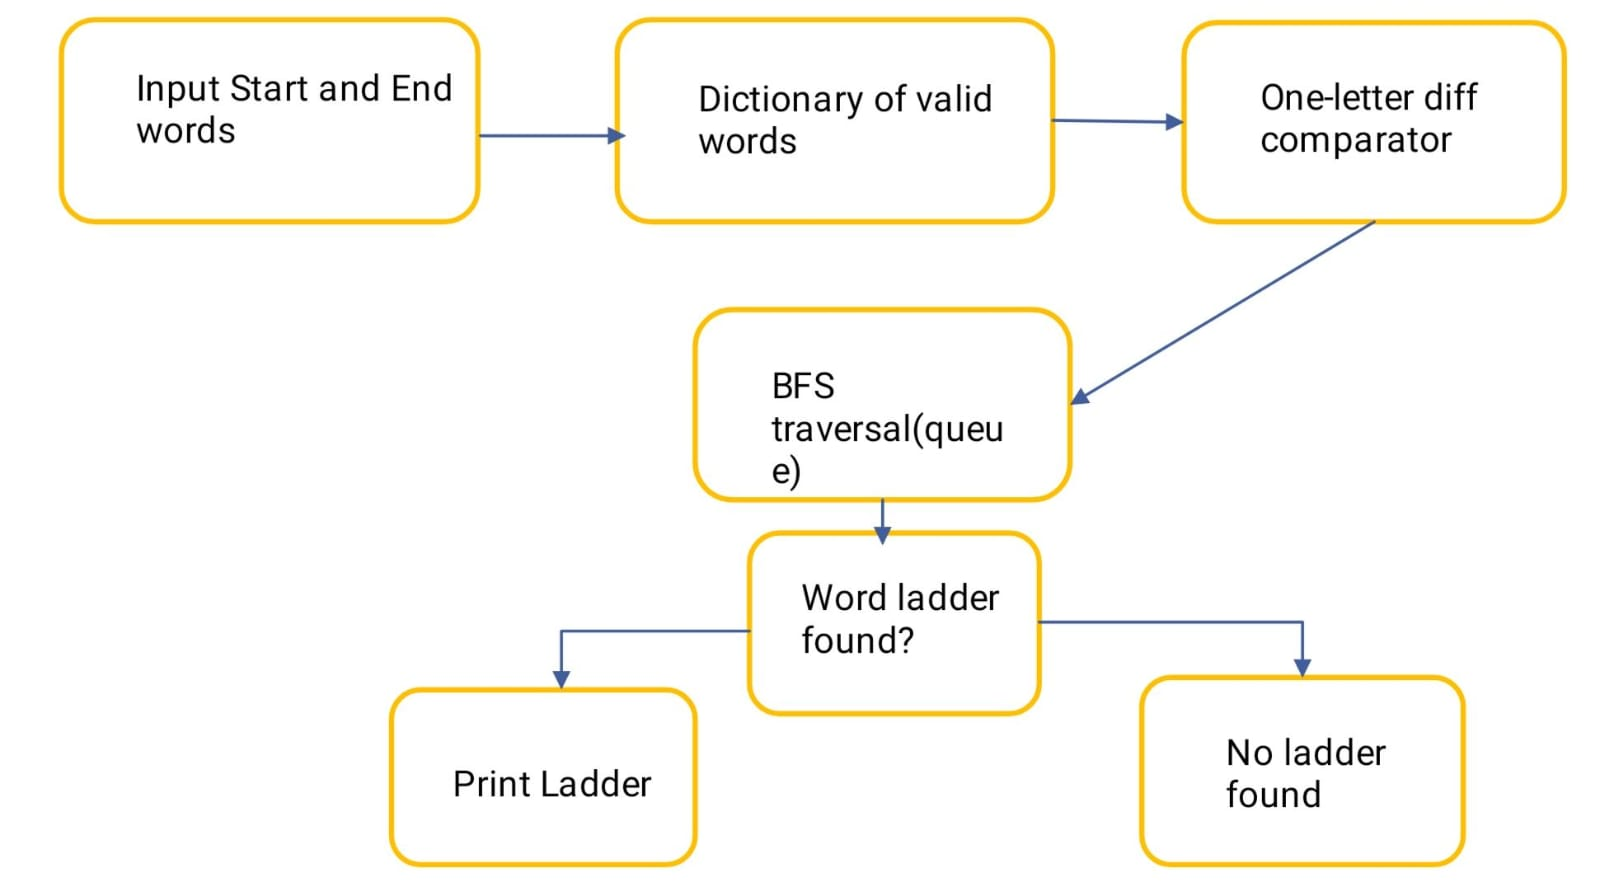 Input Start and End
words
Dictionary of valid
words
One-letter diff
comparator
BFS
traversal(queu
e)
Word ladder
found?
Print Ladder
No ladder
found